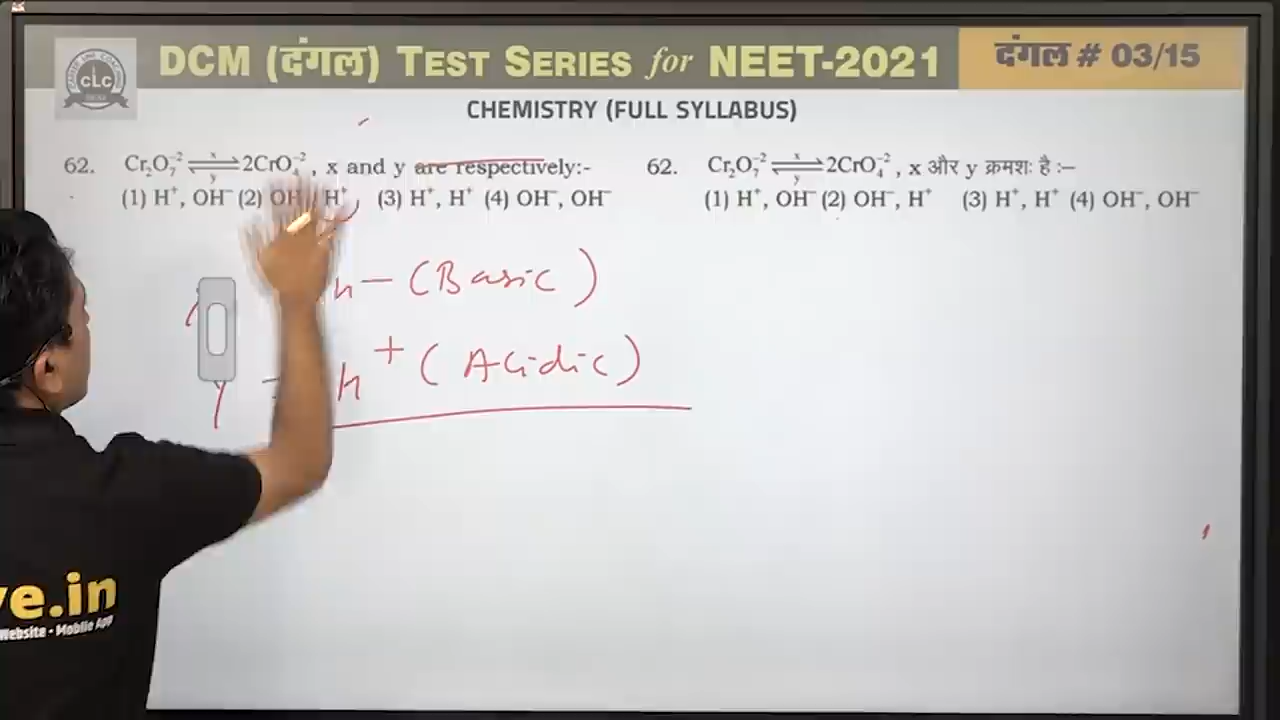 DCM (दंगल) TEST SERIES for NEET-2021
दंगल # 03/15
CLC
CHEMISTRY (FULL SYLLABUS)
62. Cr₂O₇⁻² ⇌ 2CrO₄⁻², x and y are respectively:-
x
y
(1) H⁺, OH⁻ (2) OH⁻, H⁺ (3) H⁺, H⁺ (4) OH⁻, OH⁻
62. Cr₂O₇⁻² ⇌ 2CrO₄⁻², x और y क्रमशः है :-
x
y
(1) H⁺, OH⁻ (2) OH⁻, H⁺ (3) H⁺, H⁺ (4) OH⁻, OH⁻
h- (Basic)
y = h⁺ (Acidic)
e.in
Website - Mobile App